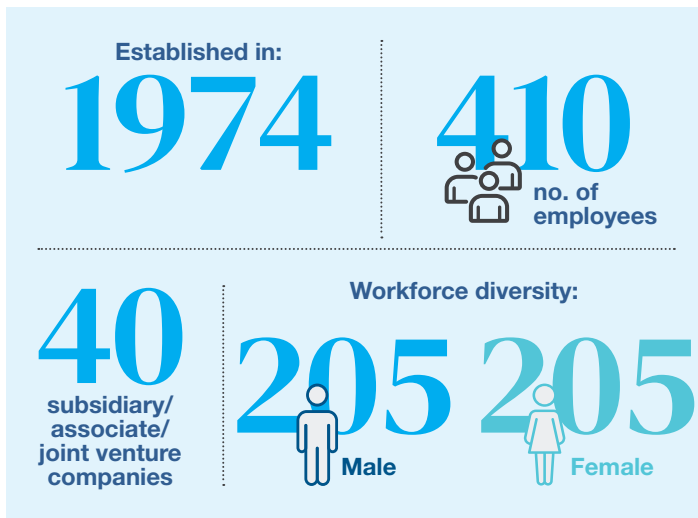 Established in:
1974
410
no. of
employees
40
subsidiary/
associate/
joint venture
companies
Workforce diversity:
205
Male
205
Female